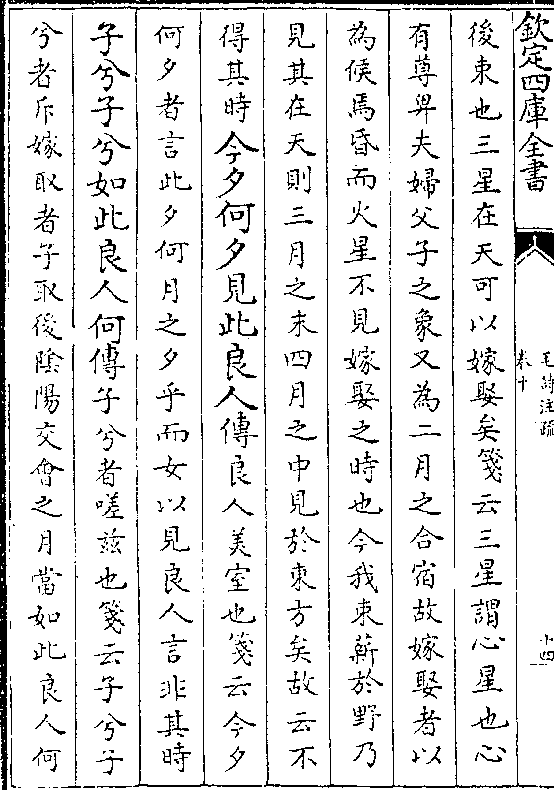 欽定四庫全書
毛詩注疏
卷十
十四
後束也三星在天可以嫁娶矣箋云三星謂心星也心
有尊卑夫婦父子之象又為二月之合宿故嫁娶者以
為候焉昏而火星不見嫁娶之時也今我束薪於野乃
見其在天則三月之末四月之中見於東方矣故云不
得其時今夕何夕見此良人傳良人美室也箋云今夕
何夕者言此夕何月之夕乎而女以見良人言非其時
子兮子兮如此良人何傳子兮者嗟兹也箋云子兮子
兮者斥嫁取者子取後陰陽交會之月當如此良人何